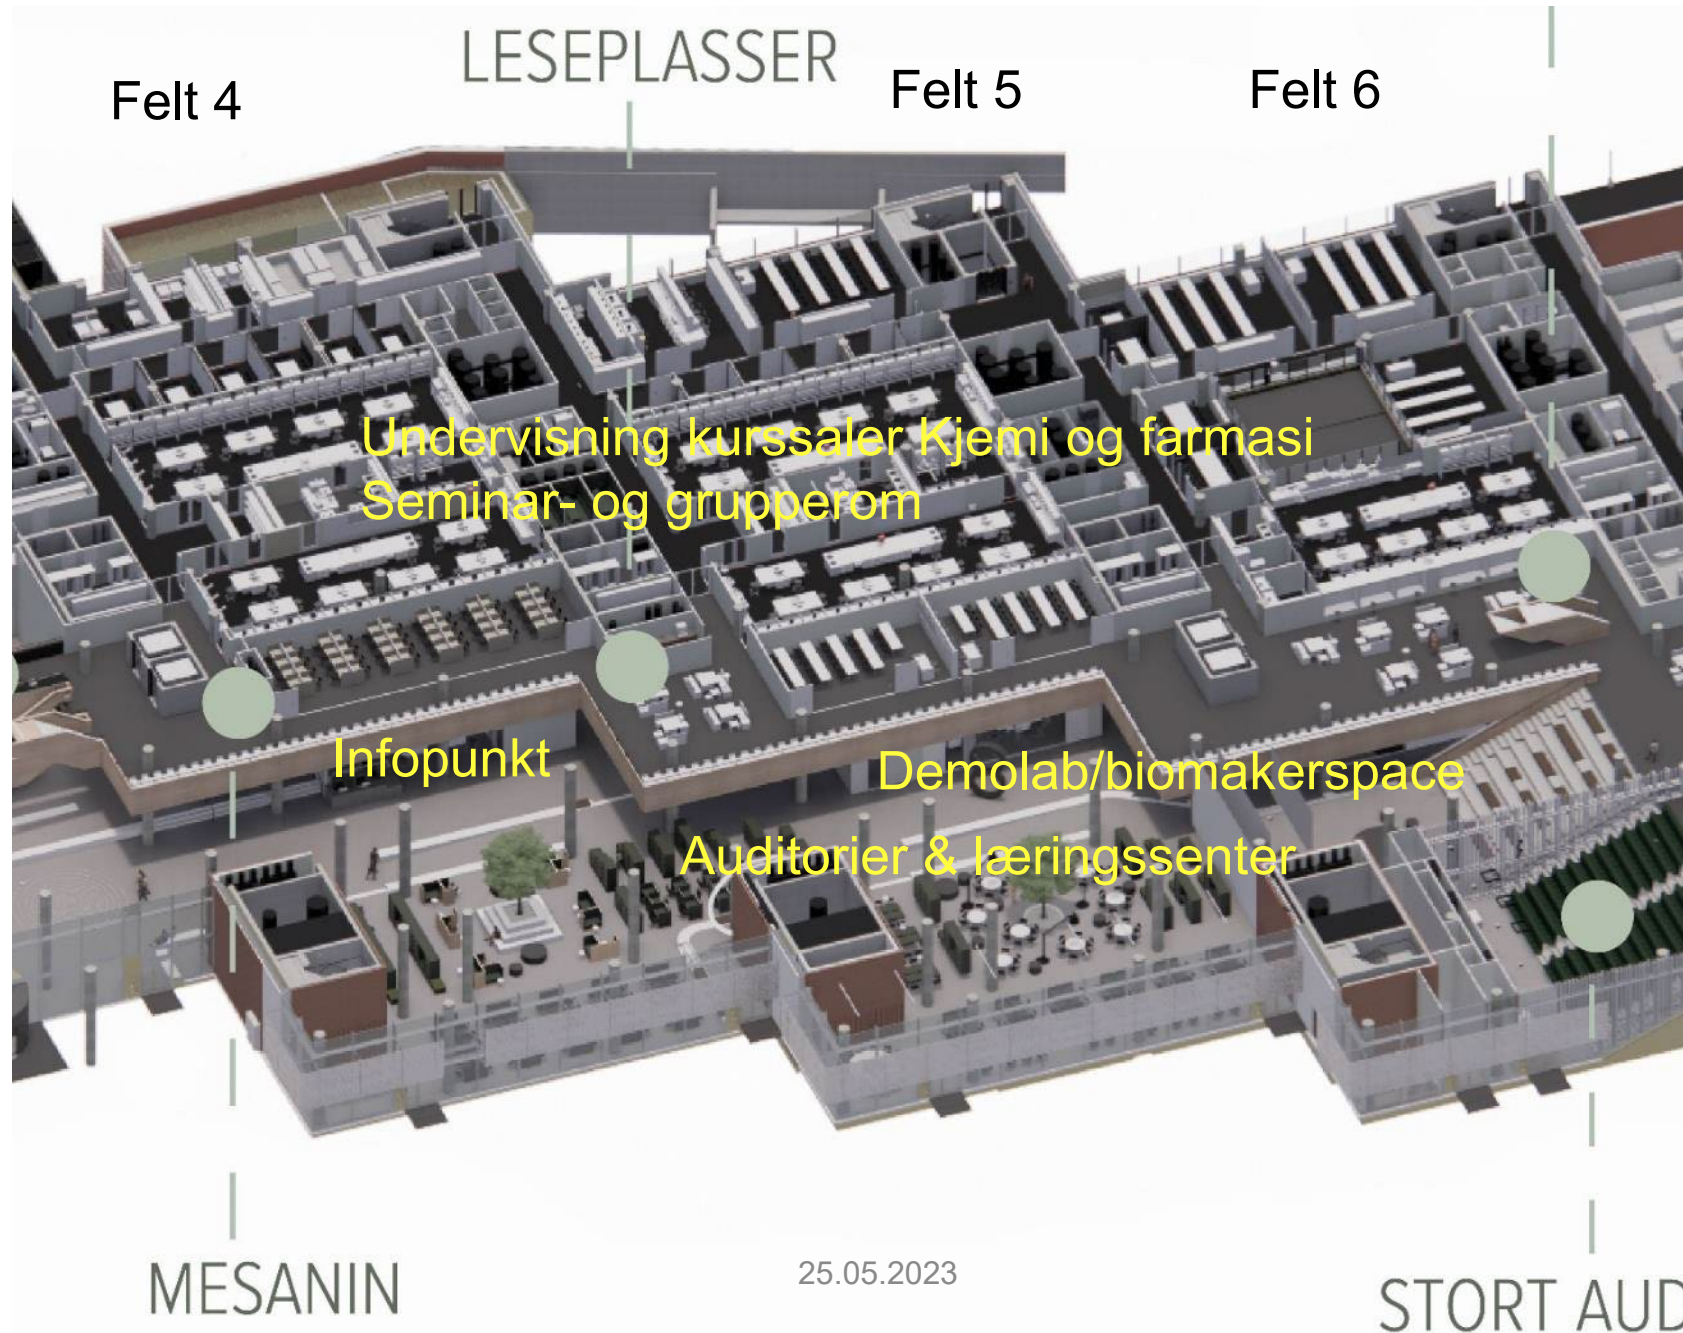 LESEPLASSER
Felt 4
Felt 5
Felt 6
Undervisning kurssaler Kjemi og farmasi
Seminar- og grupperom
Infopunkt
Demolab/biomakerspace
Auditorier & læringssenter
MESANIN
25.05.2023
STORT AUD